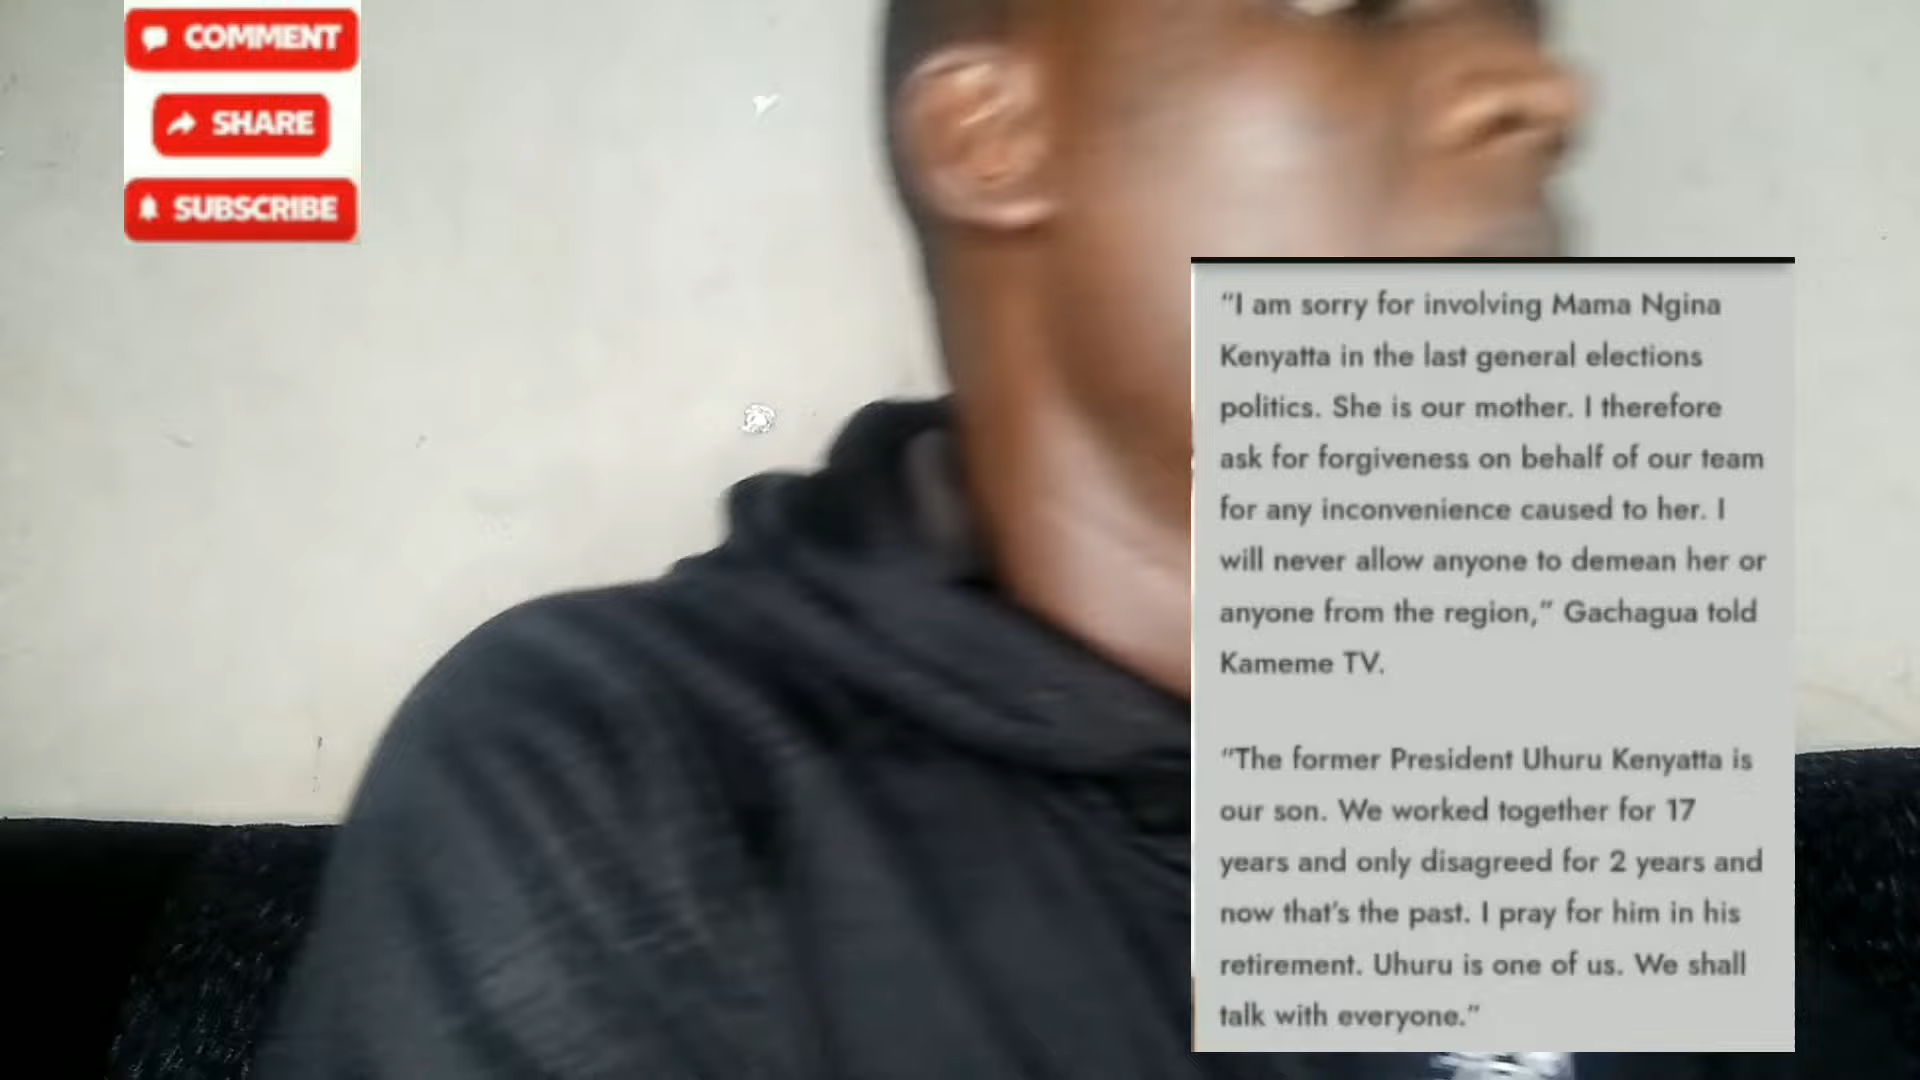 COMMENT
SHARE
SUBSCRIBE
“I am sorry for involving Mama Ngina
Kenyatta in the last general elections
politics. She is our mother. I therefore
ask for forgiveness on behalf of our team
for any inconvenience caused to her. I
will never allow anyone to demean her or
anyone from the region,” Gachagua told
Kameme TV.
“The former President Uhuru Kenyatta is
our son. We worked together for 17
years and only disagreed for 2 years and
now that’s the past. I pray for him in his
retirement. Uhuru is one of us. We shall
talk with everyone.”